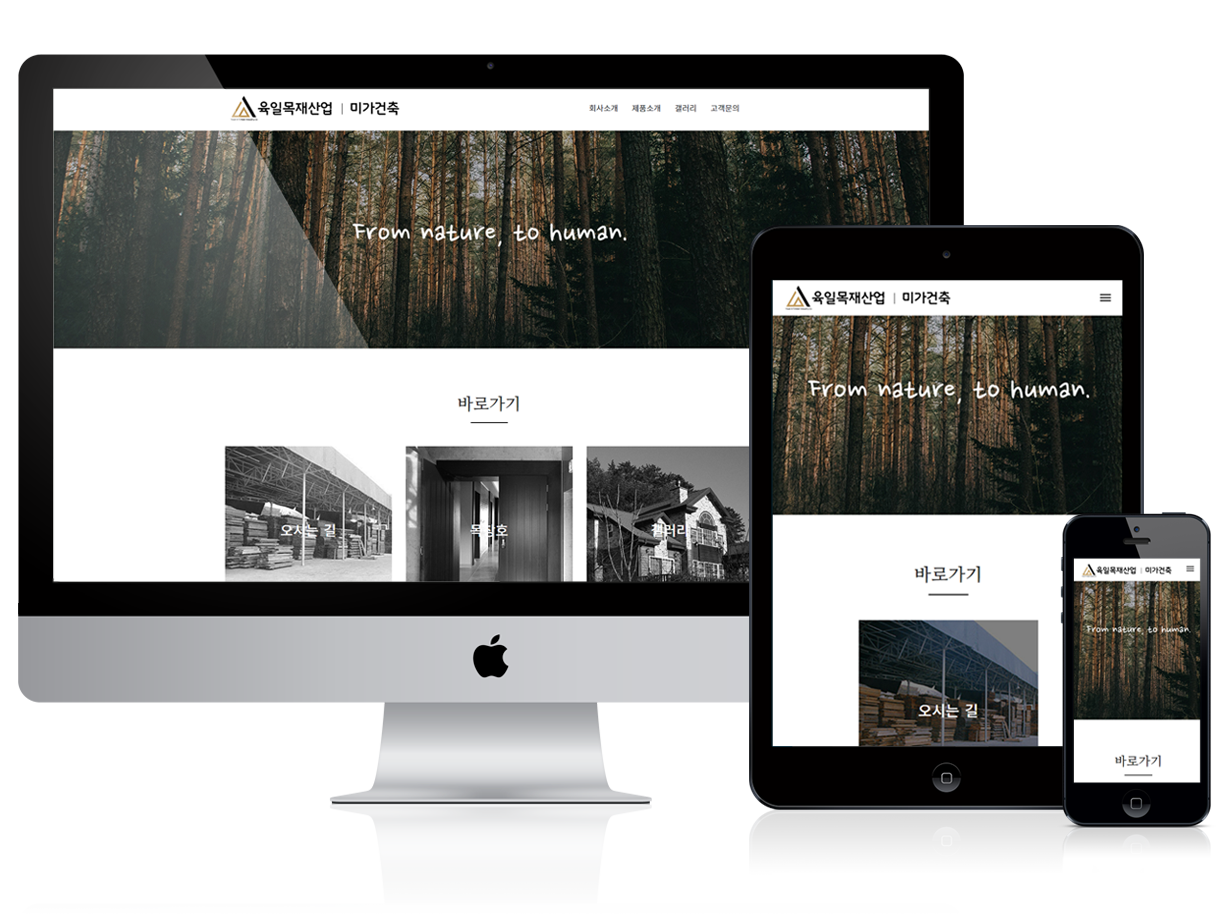 육일목재산업 | 미가건축
회사소개 제품소개 갤러리 고객문의
From nature, to human.
바로가기
오시는 길 목창호 갤러리
육일목재산업 | 미가건축
From nature, to human.
바로가기
오시는 길
육일목재산업 | 미가건축
From nature, to human.
바로가기